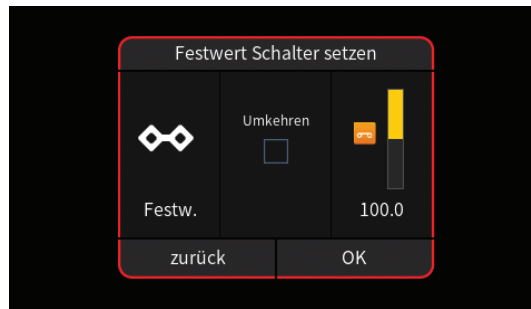 Festwert Schalter setzen
Umkehren
Festw.
100.0
zurück
OK